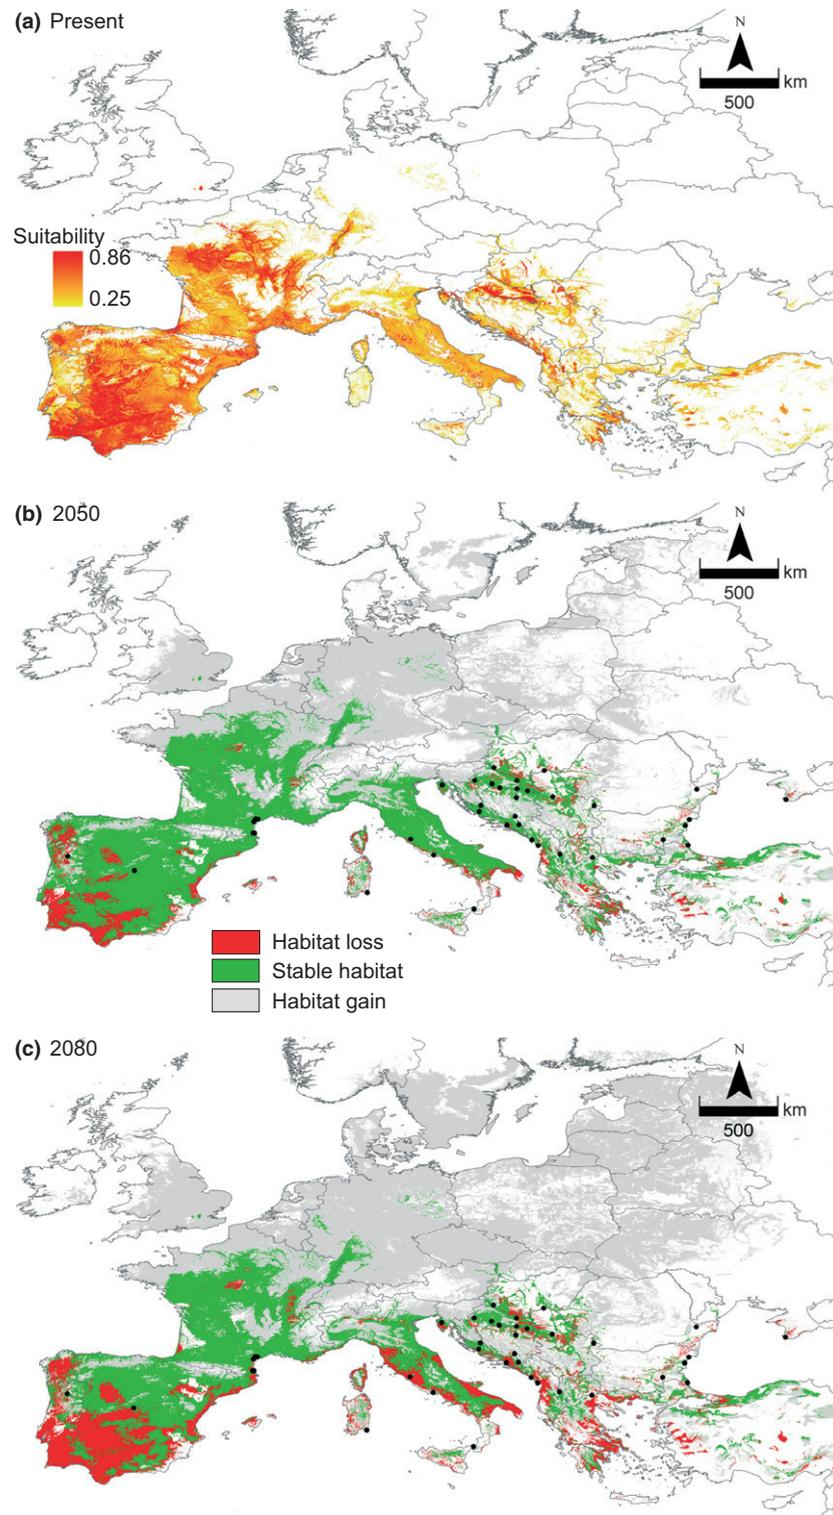 (a) Present
N
km
500
Suitability
0.86
0.25
(b) 2050
N
km
500
Habitat loss
Stable habitat
Habitat gain
(c) 2080
N
km
500